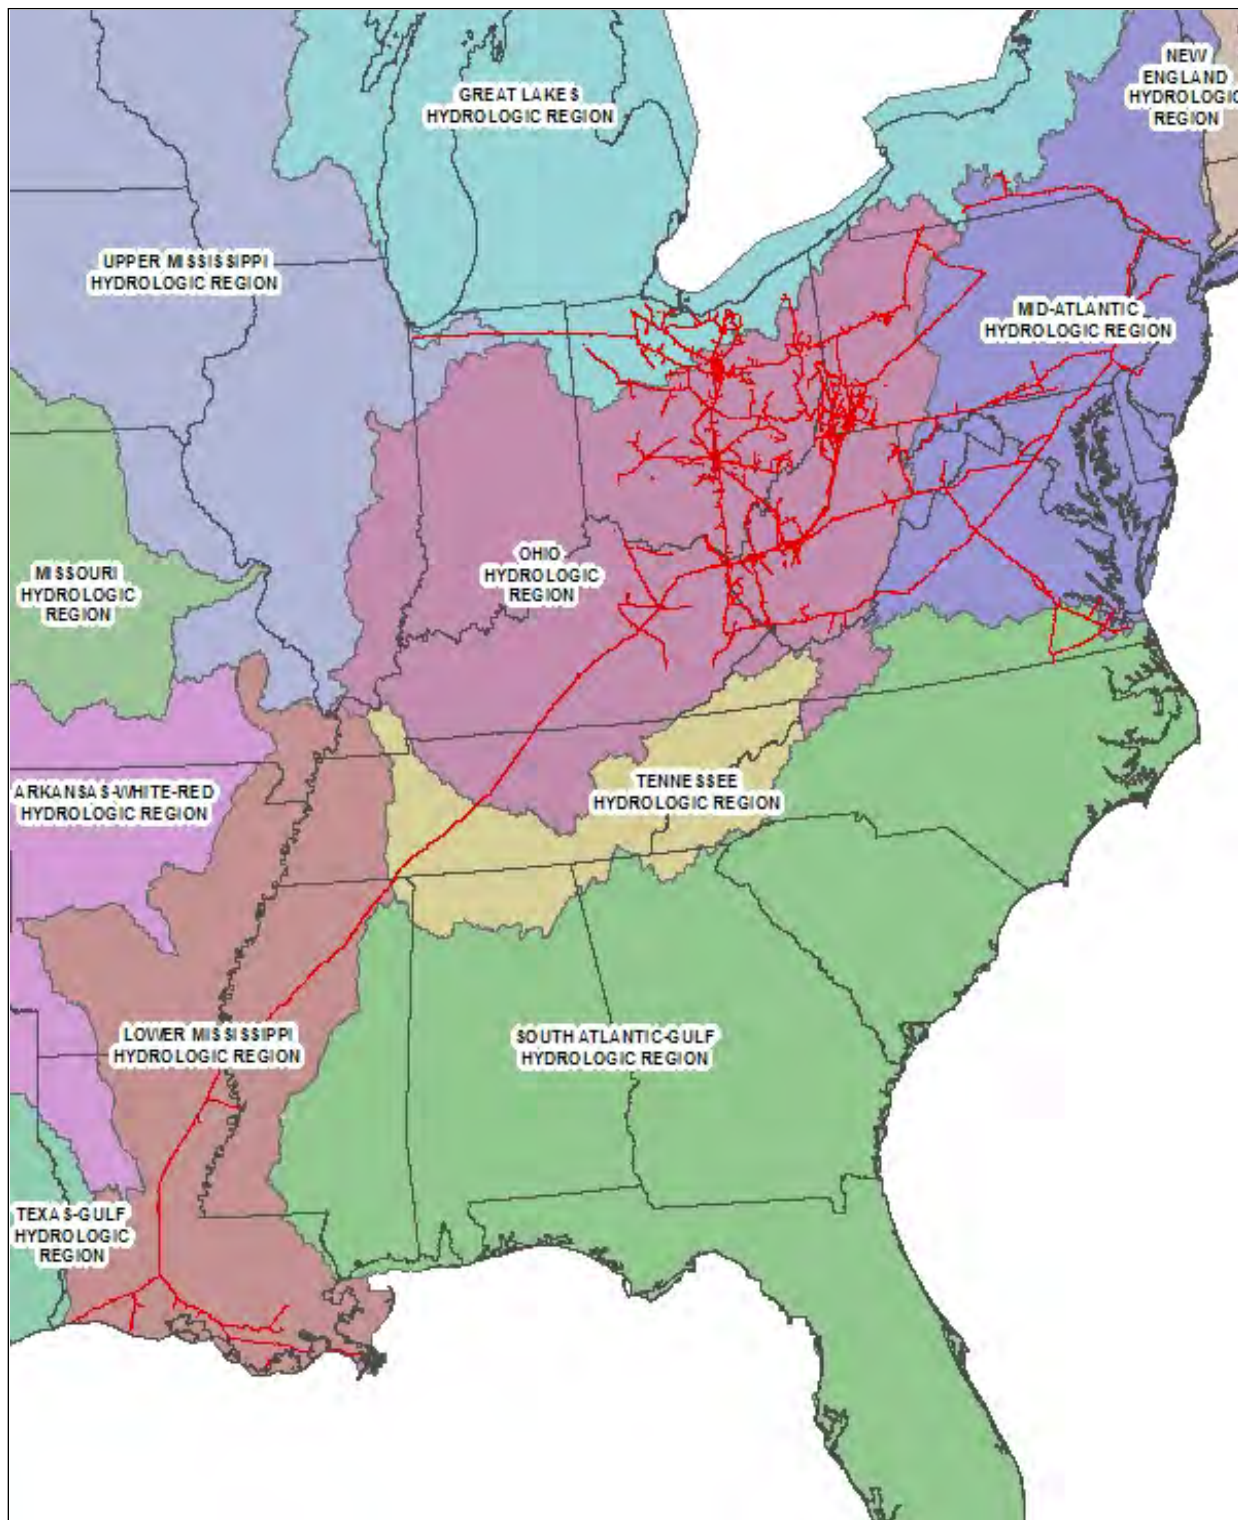 GREAT LAKES
HYDROLOGIC REGION
NEW
ENGLAND
HYDROLOGIC
REGION
UPPER MISSISSIPPI
HYDROLOGIC REGION
MID-ATLANTIC
HYDROLOGIC REGION
MISSOURI
HYDROLOGIC
REGION
OHIO
HYDROLOGIC
REGION
ARKANSAS-WHITE-RED
HYDROLOGIC REGION
TENNESSEE
HYDROLOGIC REGION
LOWER MISSISSIPPI
HYDROLOGIC REGION
SOUTH ATLANTIC-GULF
HYDROLOGIC REGION
TEXAS-GULF
HYDROLOGIC
REGION